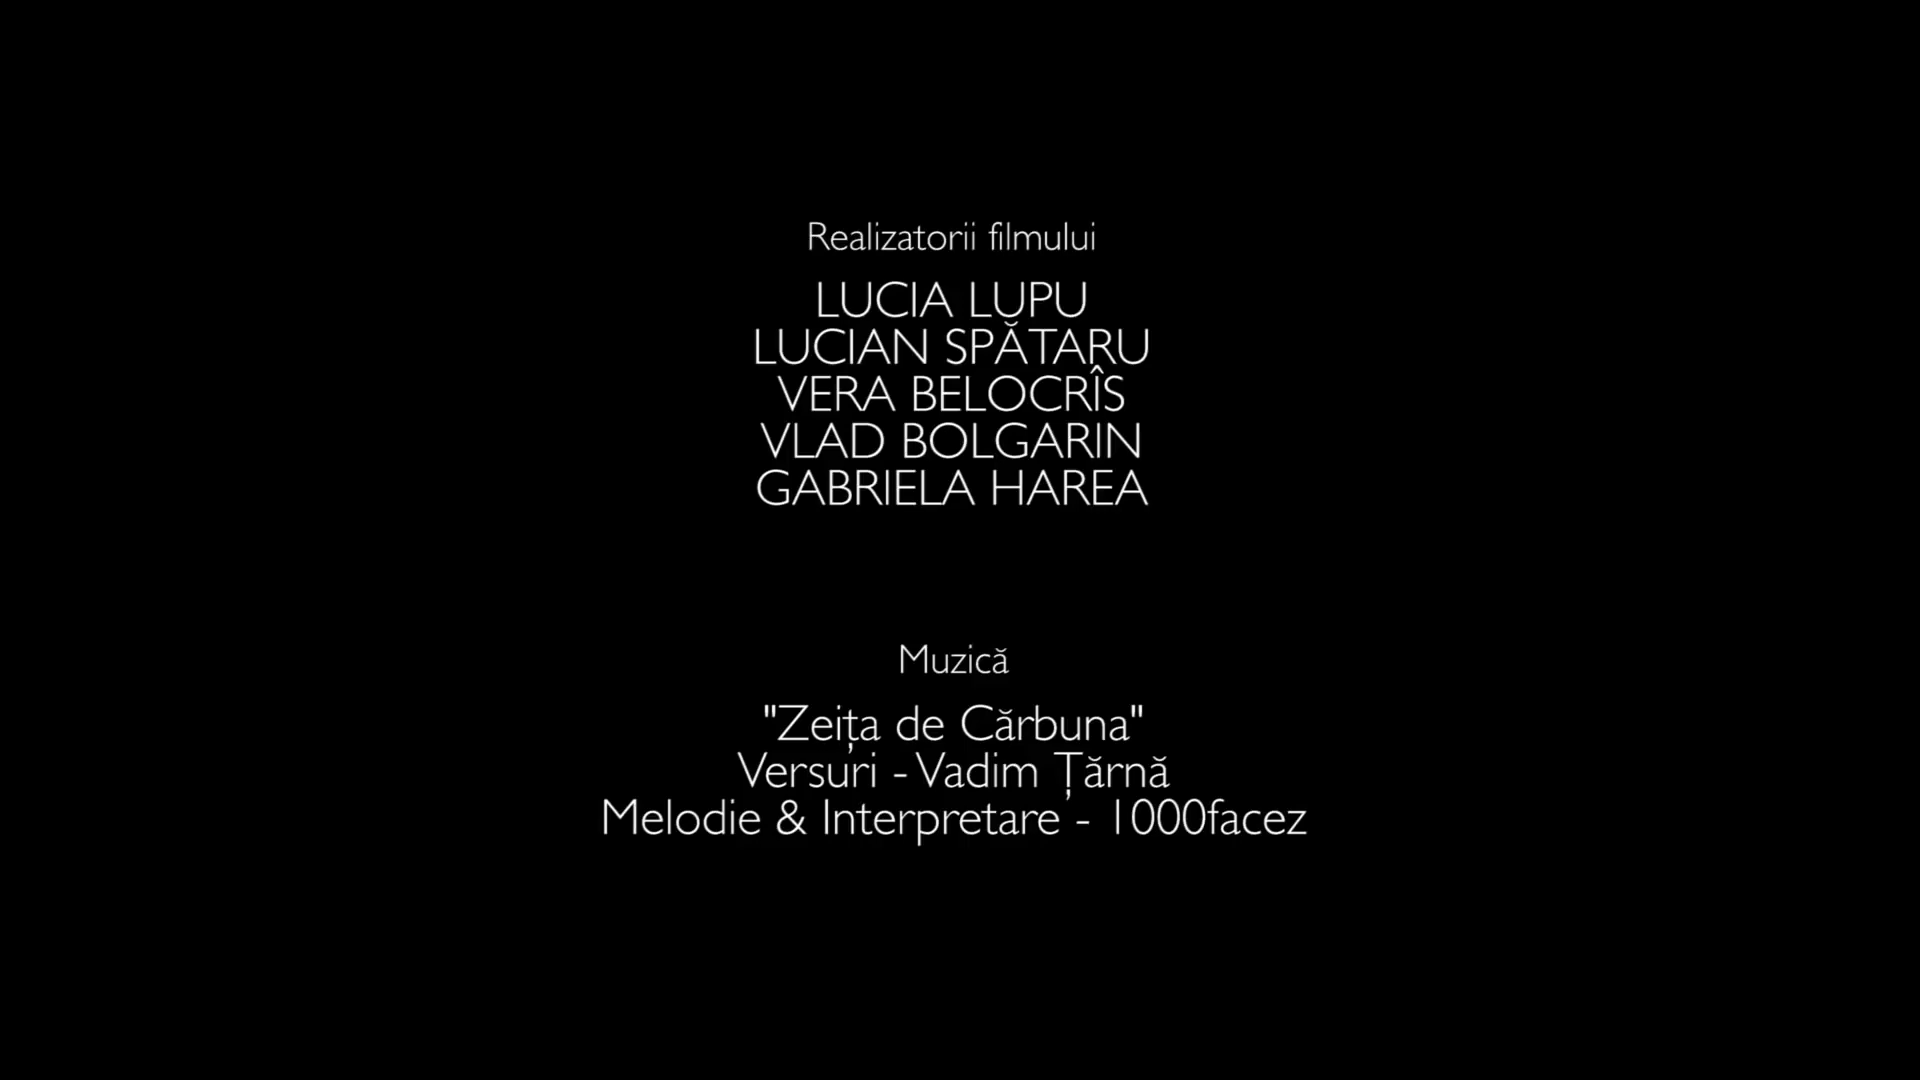 Realizatorii filmului
LUCIA LUPU
LUCIAN SPĂTARU
VERA BELOCRÎS
VLAD BOLGARIN
GABRIELA HAREA
Muzică
"Zeița de Cărbuna"
Versuri - Vadim Țărnă
Melodie & Interpretare - 1000facez